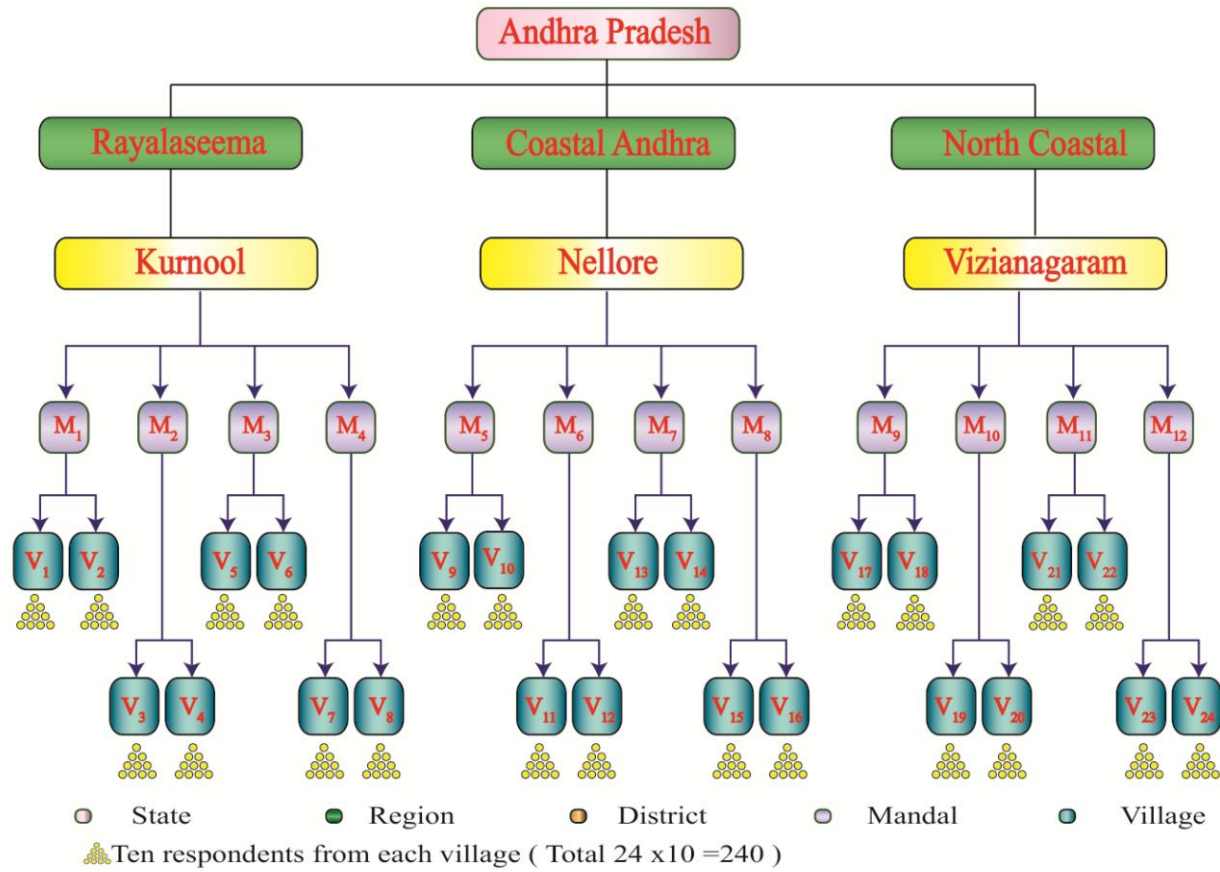 Andhra Pradesh
Rayalaseema Coastal Andhra North Coastal
Kurnool Nellore Vizianagaram
M1 M2 M3 M4 M5 M6 M7 M8 M9 M10 M11 M12
V1 V2 V5 V6 V9 V10 V13 V14 V17 V18 V21 V22
V3 V4 V7 V8 V11 V12 V15 V16 V19 V20 V23 V24
State Region District Mandal Village
Ten respondents from each village ( Total 24 x10 =240 )